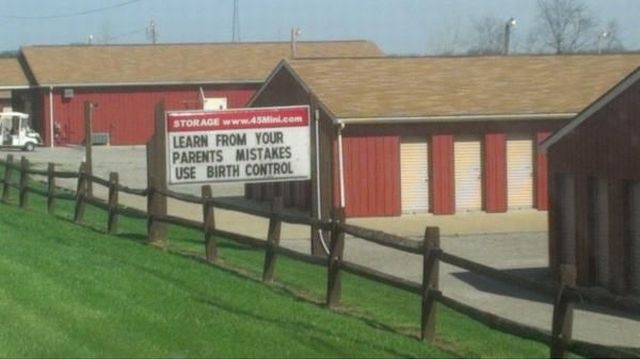 STORAGE www.45Mini.com
LEARN FROM YOUR
PARENTS MISTAKES
USE BIRTH CONTROL